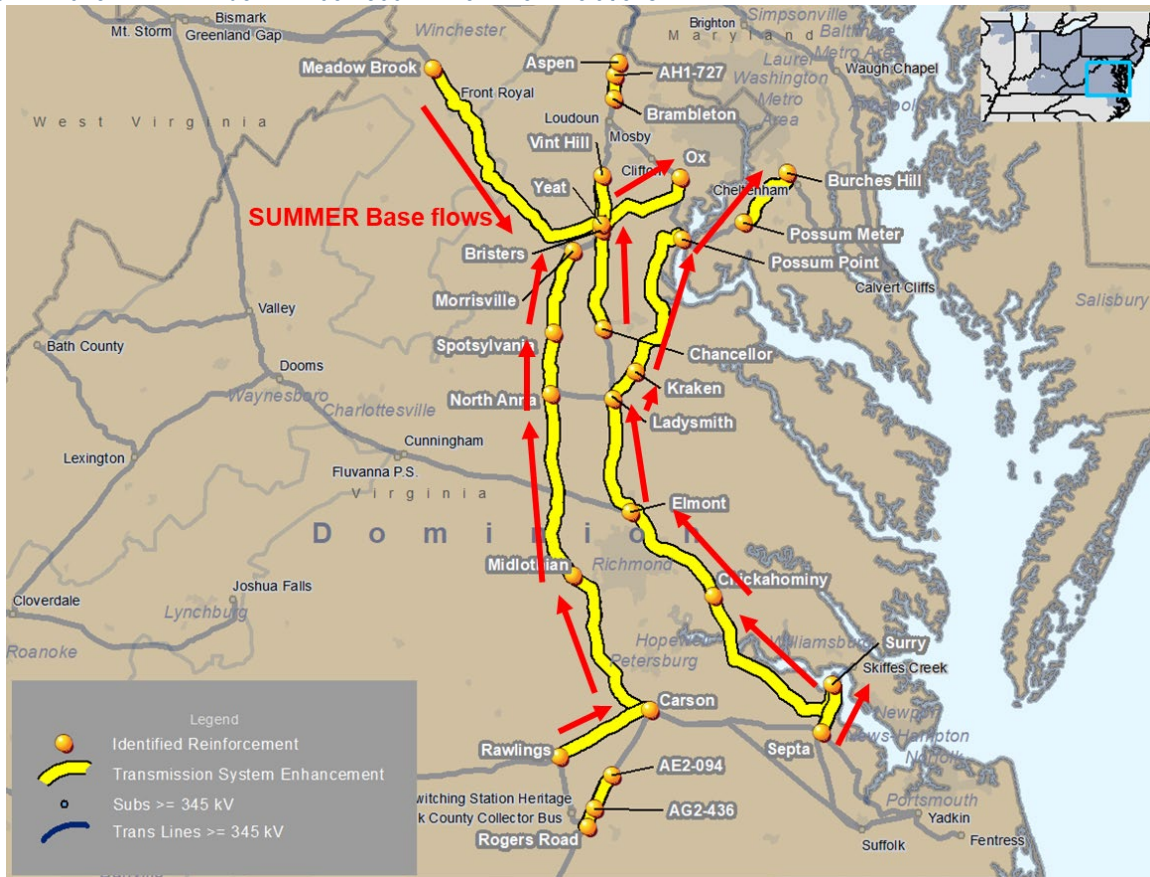 Mt. Storm
Bismark
Greenland Gap
Winchester
Brighton
Simpsonville
Baltimore
Metro Area
Maryland
Laurel
Washington
Metro
Area
Waugh Chapel
Meadow Brook
Front Royal
Aspen
AH1-727
Brambleton
Loudoun
Mosby
West Virginia
Vint Hill
Clifton
Ox
Yeat
Cheltenham
Burches Hill
SUMMER Base flows
Bristers
Possum Meter
Possum Point
Morrisville
Calvert Cliffs
Salisbury
Valley
Spotsylvania
Chancellor
Bath County
Dooms
Kraken
Waynesboro
Charlottesville
North Anna
Ladysmith
Cunningham
Lexington
Fluvanna P.S.
Virginia
Elmont
Dominion
Midlothian
Richmond
Chickahominy
Joshua Falls
Cloverdale
Lynchburg
Hopewell
Williamsburg
Surry
Roanoke
Petersburg
Skiffes Creek
Carson
Newport
News-Hampton
Norfolk
Rawlings
Septa
AE2-094
witching Station Heritage
k County Collector Bus
AG2-436
Portsmouth
Yadkin
Rogers Road
Suffolk
Fentress
Legend
Identified Reinforcement
Transmission System Enhancement
Subs >= 345 kV
Trans Lines >= 345 kV